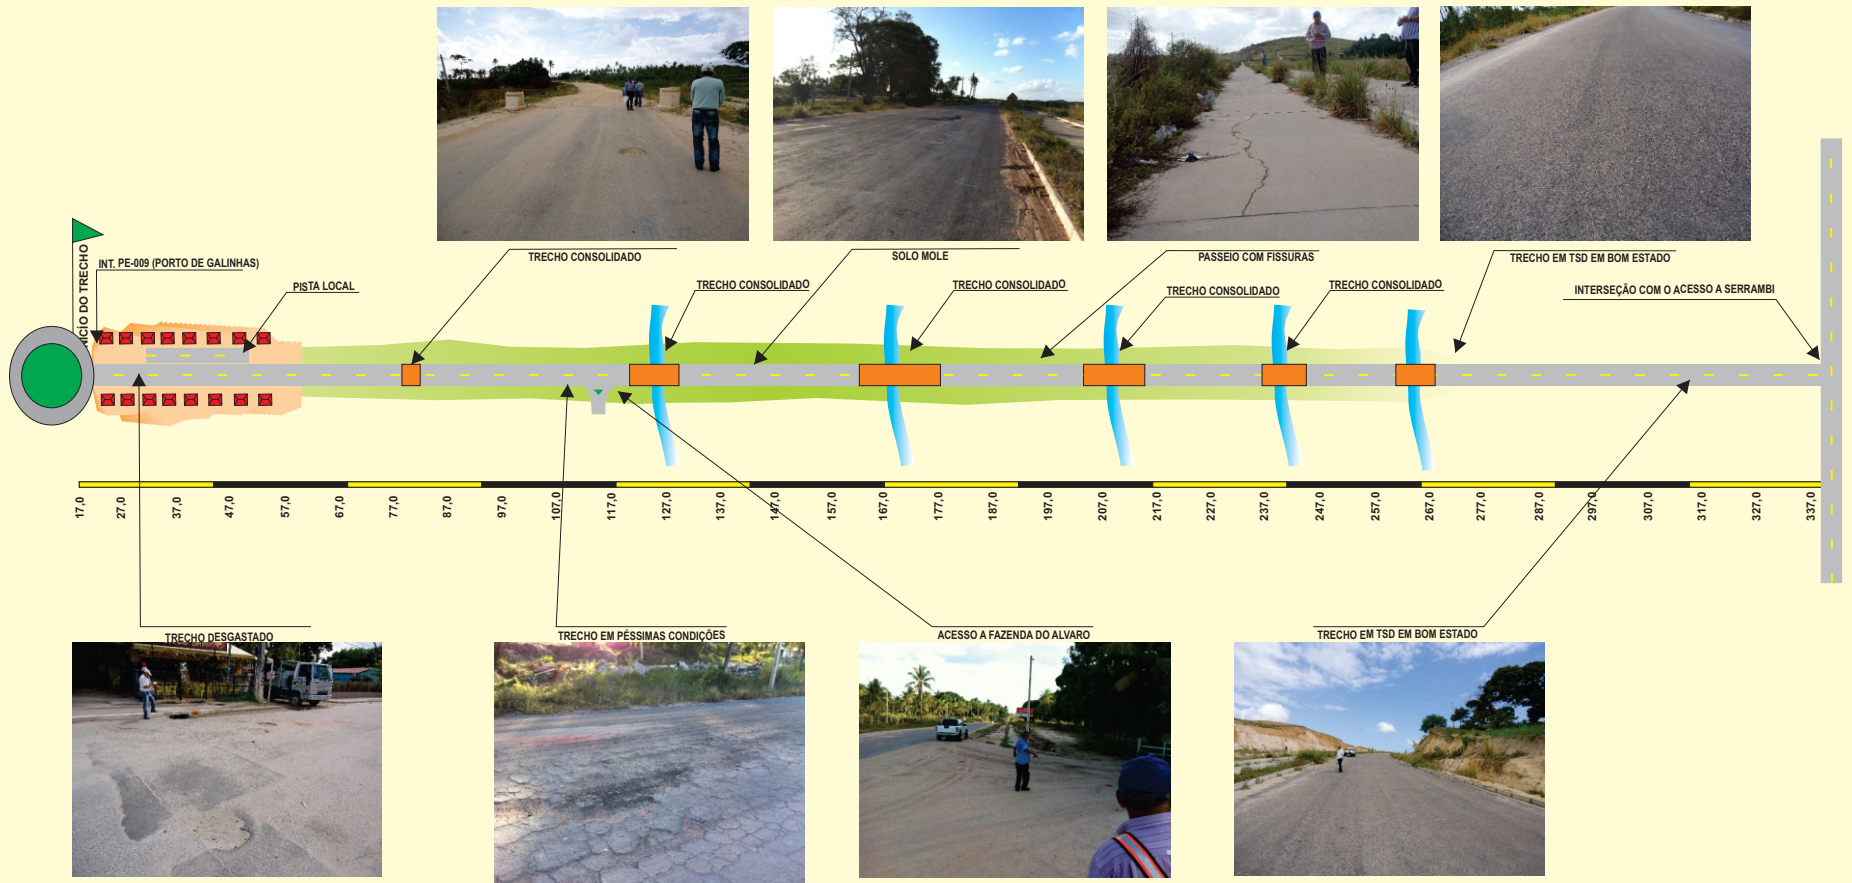 TRECHO CONSOLIDADO
SOLO MOLE
PASSEIO COM FISSURAS
TRECHO EM TSD EM BOM ESTADO
NICÍO DO TRECHO
INT. PE-009 (PORTO DE GALINHAS)
PISTA LOCAL
TRECHO CONSOLIDADO
TRECHO CONSOLIDADO
TRECHO CONSOLIDADO
TRECHO CONSOLIDADO
INTERSEÇÃO COM O ACESSO A SERRAMBI
17,0
27,0
37,0
47,0
57,0
67,0
77,0
87,0
97,0
107,0
117,0
127,0
137,0
147,0
157,0
167,0
177,0
187,0
197,0
207,0
217,0
227,0
237,0
247,0
257,0
267,0
277,0
287,0
297,0
307,0
317,0
327,0
337,0
TRECHO DESGASTADO
TRECHO EM PÉSSIMAS CONDIÇÕES
ACESSO A FAZENDA DO ALVARO
TRECHO EM TSD EM BOM ESTADO